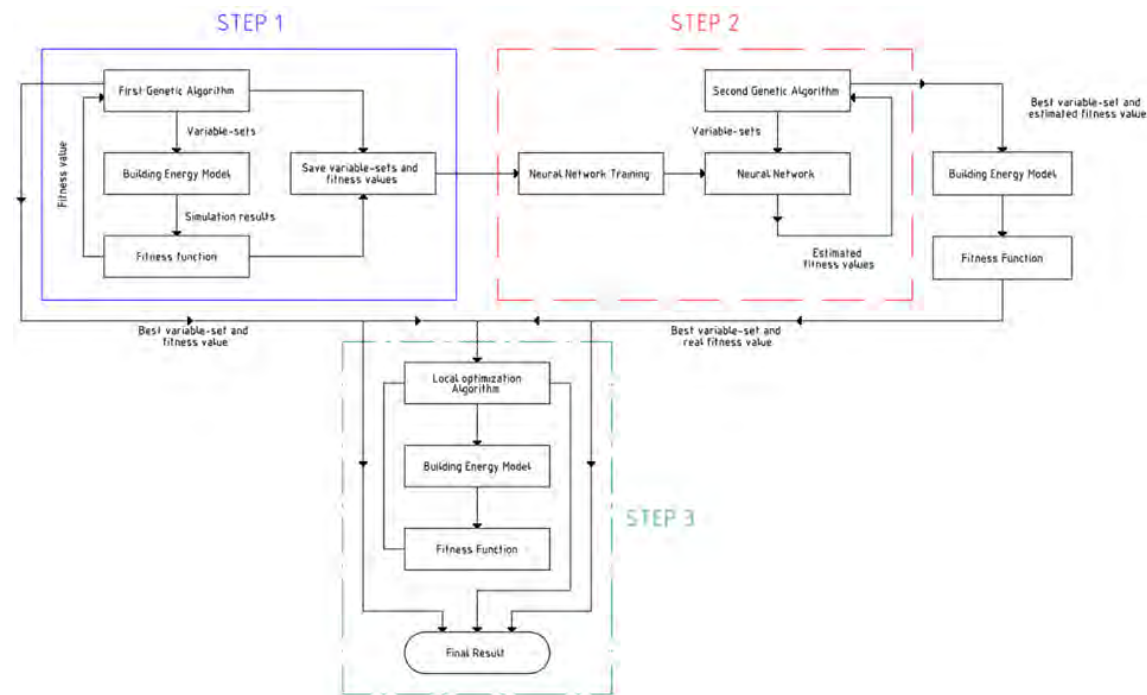 STEP 1
STEP 2
First Genetic Algorithm
Second Genetic Algorithm
Best variable-set and
estimated fitness value
Variable-sets
Variable-sets
Fitness value
Building Energy Model
Save variable-sets and
fitness values
Neural Network Training
Neural Network
Building Energy Model
Simulation results
Fitness function
Estimated
fitness values
Fitness Function
Best variable-set and
fitness value
Best variable-set and
real fitness value
Local optimization
Algorithm
Building Energy Model
STEP 3
Fitness Function
Final Result